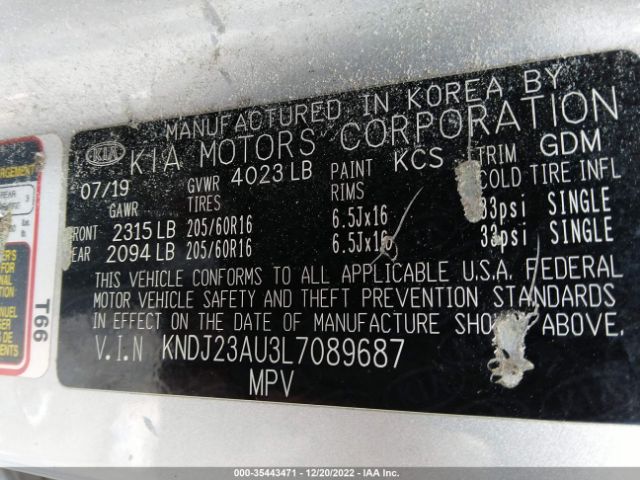 MANUFACTURED IN KOREA BY
KIA KIA MOTORS CORPORATION
07/19 GVWR 4023 LB PAINT KCS TRIM GDM
GAWR TIRES RIMS COLD TIRE INFL
FRONT 2315 LB 205/60R16 6.5Jx16 33psi SINGLE
REAR 2094 LB 205/60R16 6.5Jx16 33psi SINGLE
THIS VEHICLE CONFORMS TO ALL APPLICABLE U.S.A. FEDERAL
MOTOR VEHICLE SAFETY AND THEFT PREVENTION STANDARDS
IN EFFECT ON THE DATE OF MANUFACTURE SHO ABOVE.
V.I.N KNDJ23AU3L7089687
MPV
T66
000-35443471 - 12/20/2022 - IAA Inc.